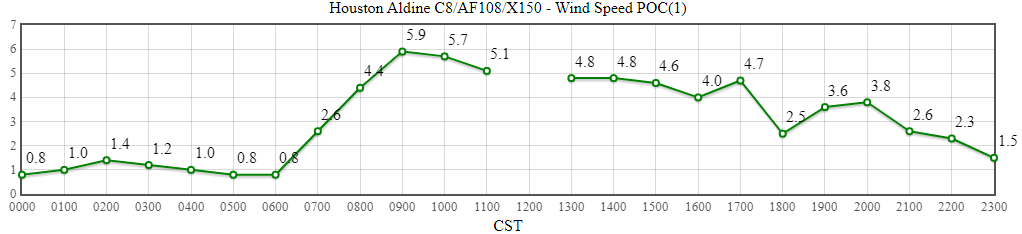 Houston Aldine C8/AF108/X150 - Wind Speed POC(1)
7
6
5
4
3
2
1
0
0.8 1.0 1.4 1.2 1.0 0.8 0.8 2.6 4.4 5.9 5.7 5.1 4.8 4.8 4.6 4.0 4.7 2.5 3.6 3.8 2.6 2.3 1.5
0000 0100 0200 0300 0400 0500 0600 0700 0800 0900 1000 1100 1200 1300 1400 1500 1600 1700 1800 1900 2000 2100 2200 2300
CST